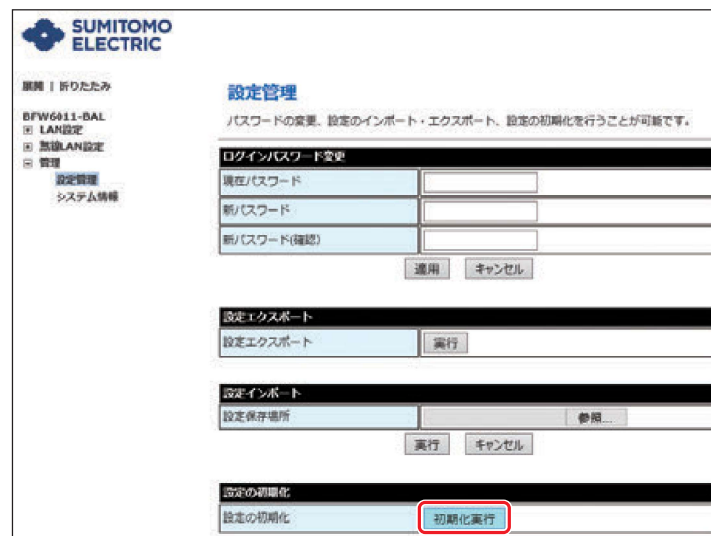 SUMITOMO
ELECTRIC
展開 | 折りたたみ
BFW6011-BAL
LAN設定
無線LAN設定
管理
設定管理
システム情報
設定管理
パスワードの変更、設定のインポート・エクスポート、設定の初期化を行うことが可能です。
ログインパスワード変更
現在パスワード
新パスワード
新パスワード(確認)
適用 キャンセル
設定エクスポート
設定エクスポート 実行
設定インポート
設定保存場所 参照...
実行 キャンセル
設定の初期化
設定の初期化 初期化実行